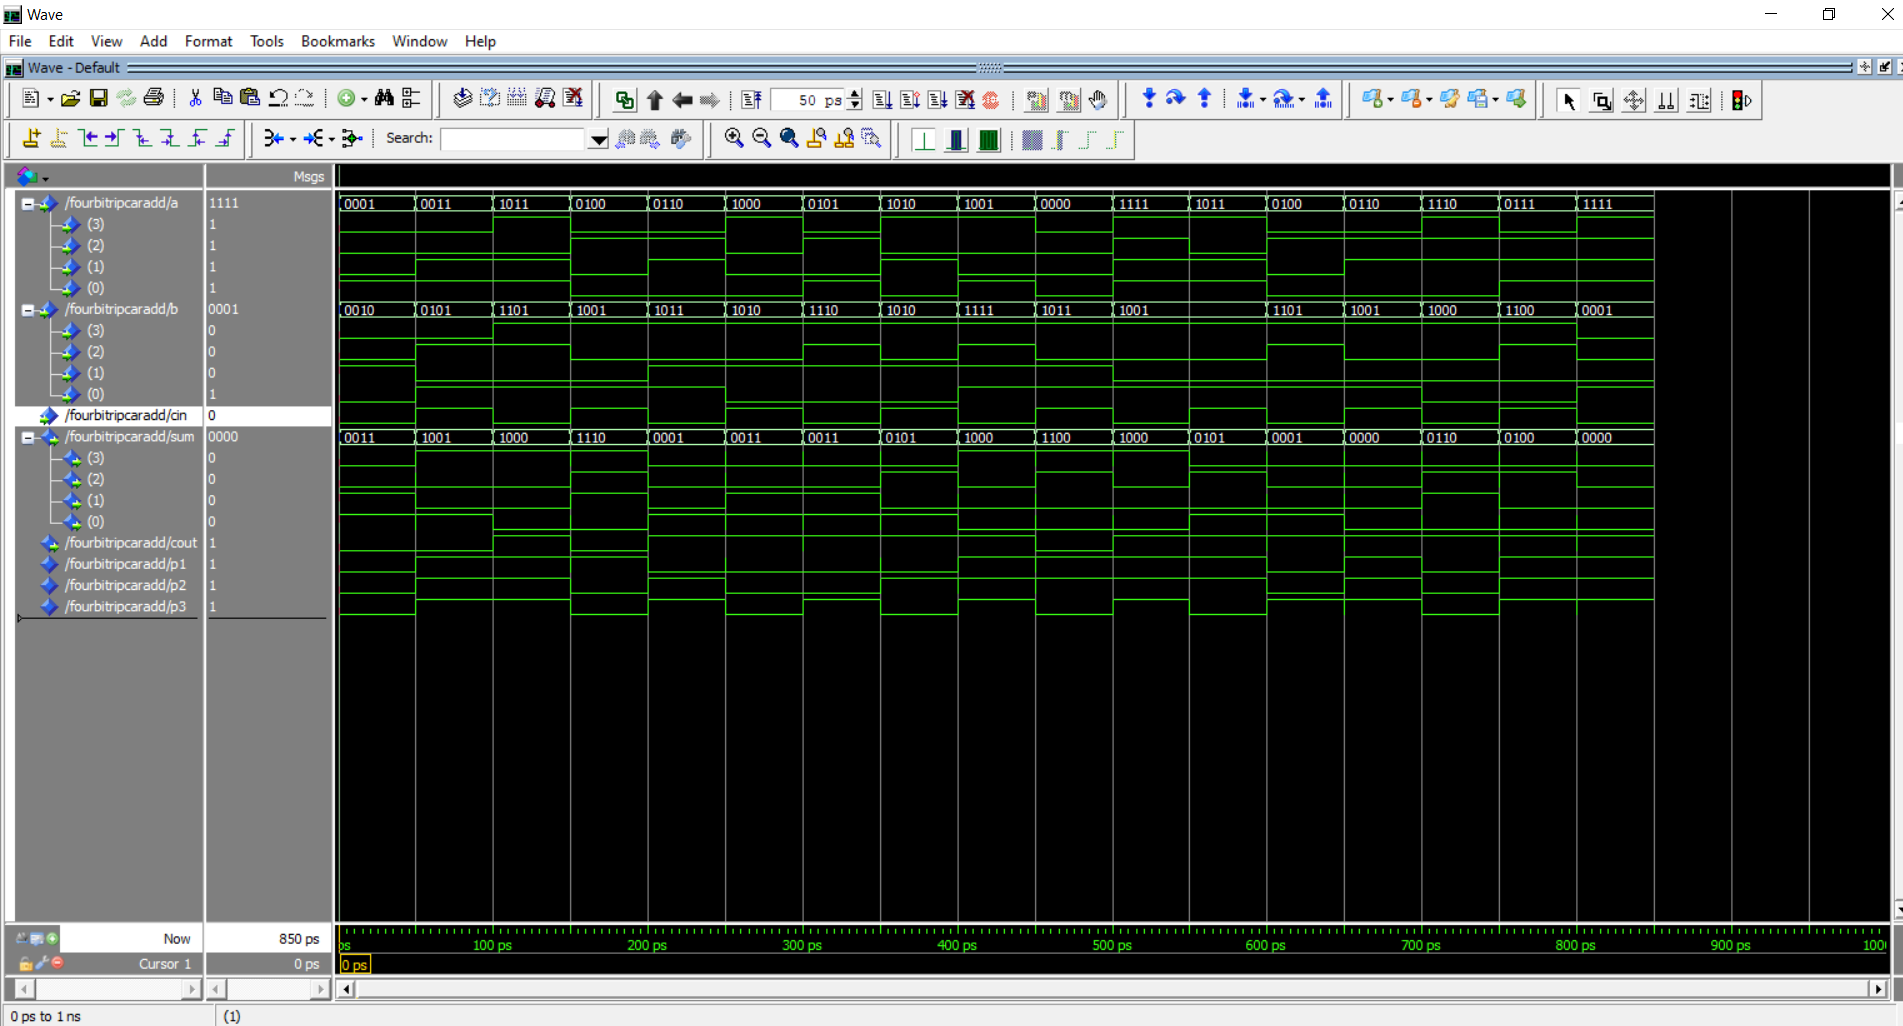 Wave
File Edit View Add Format Tools Bookmarks Window Help
Wave - Default
50 ps
Search:
Msgs
/fourbitripcaradd/a 1111 0001 0011 1011 0100 0110 1000 0101 1010 1001 0000 1111 1011 0100 0110 1110 0111 1111
(3) 1
(2) 1
(1) 1
(0) 1
/fourbitripcaradd/b 0001 0010 0101 1101 1001 1011 1010 1110 1010 1111 1011 1001 1101 1001 1000 1100 0001
(3) 0
(2) 0
(1) 0
(0) 1
/fourbitripcaradd/cin 0
/fourbitripcaradd/sum 0000 0011 1001 1000 1110 0001 0011 0011 0101 1000 1100 1000 0101 0001 0000 0110 0100 0000
(3) 0
(2) 0
(1) 0
(0) 0
/fourbitripcaradd/cout 1
/fourbitripcaradd/p1 1
/fourbitripcaradd/p2 1
/fourbitripcaradd/p3 1
Now 850 ps ps 100 ps 200 ps 300 ps 400 ps 500 ps 600 ps 700 ps 800 ps 900 ps 100
Cursor 1 0 ps 0 ps
0 ps to 1 ns (1)